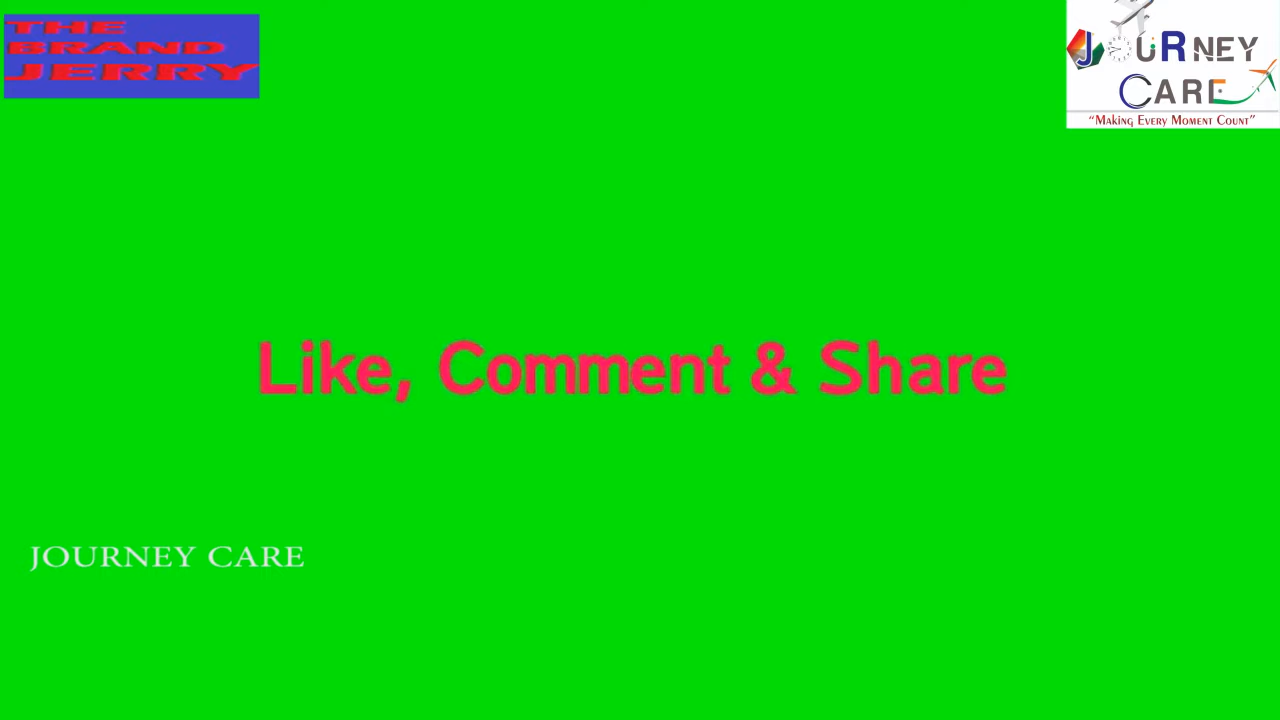 THE
BRAND
JERRY
JOURNEY
CARE
“MAKING EVERY MOMENT COUNT”
Like, Comment & Share
JOURNEY CARE